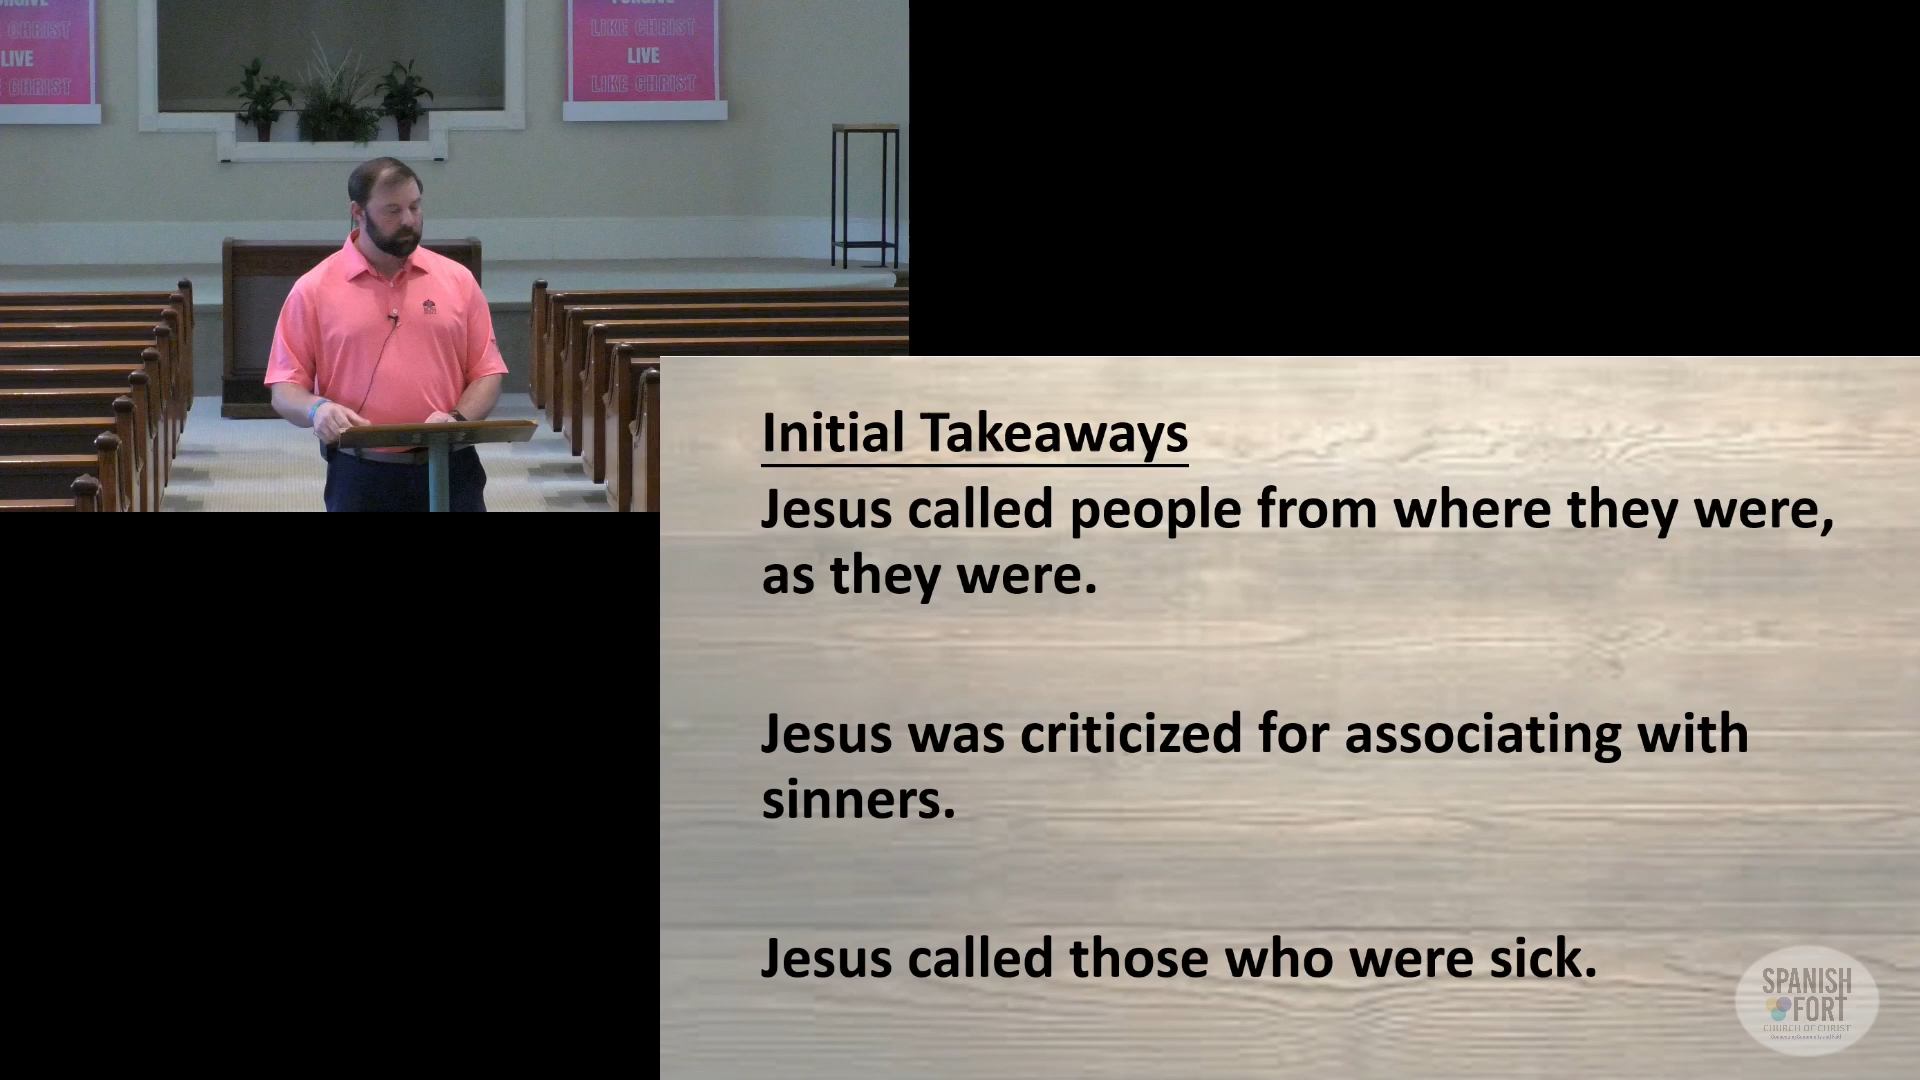 LIKE CHRIST
LIVE
LIKE CHRIST
CHRIST
LIVE
CHRIST
Initial Takeaways
Jesus called people from where they were,
as they were.
Jesus was criticized for associating with
sinners.
Jesus called those who were sick.
SPANISH
FORT
CHURCH OF CHRIST